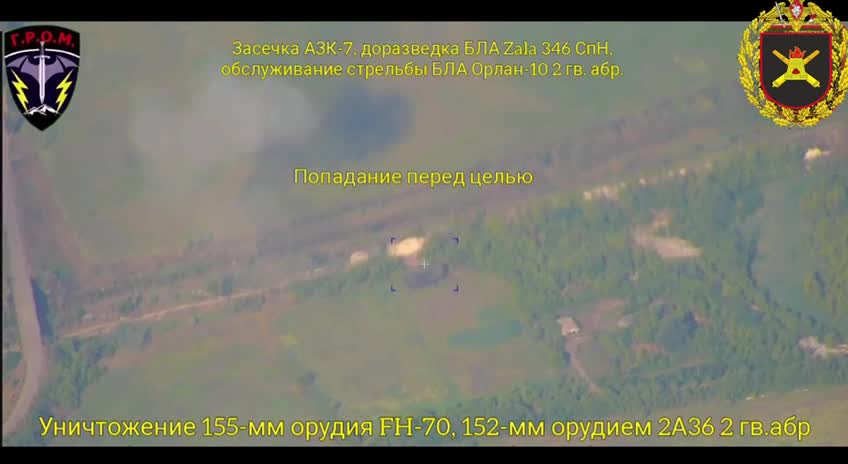 Г.Р.О.М.
Засечка АЗК-7, доразведка БЛА Zala 346 СпН,
обслуживание стрельбы БЛА Орлан-10 2 гв. абр.
Попадание перед целью
Уничтожение 155-мм орудия FH-70, 152-мм орудием 2А36 2 гв.абр